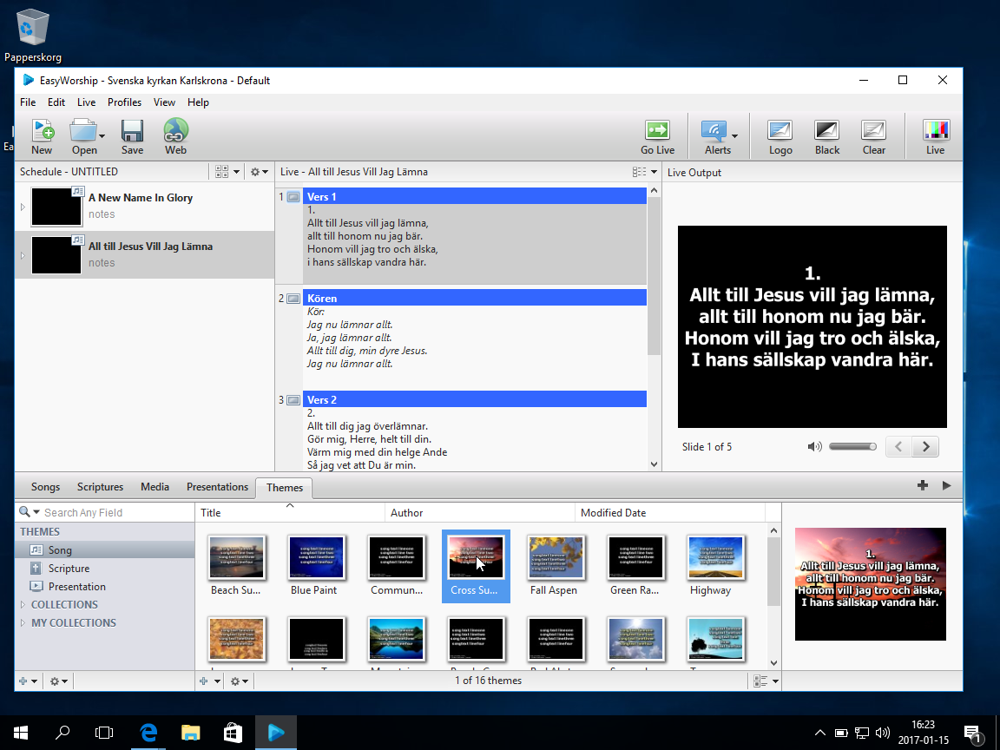 Papperskorg
EasyWorship - Svenska kyrkan Karlskrona - Default
File Edit Live Profiles View Help
New Open Save Web Go Live Alerts Logo Black Clear Live
Ea
Schedule - UNTITLED
A New Name In Glory
notes
All till Jesus Vill Jag Lämna
notes
Live - All till Jesus Vill Jag Lämna
1 Vers 1
1.
Allt till Jesus vill jag lämna,
allt till honom nu jag bär.
Honom vill jag tro och älska,
i hans sällskap vandra här.
2 Kören
Kör:
Jag nu lämnar allt.
Ja, jag lämnar allt.
Allt till dig, min dyre Jesus.
Jag nu lämnar allt.
3 Vers 2
2.
Allt till dig jag överlämnar.
Gör mig, Herre, helt till din.
Värm mig med din helge Ande
Så jag vet att Du är min.
Live Output
1.
Allt till Jesus vill jag lämna,
allt till honom nu jag bär.
Honom vill jag tro och älska,
I hans sällskap vandra här.
Slide 1 of 5
Songs Scriptures Media Presentations Themes
Search Any Field
THEMES
Song
Scripture
Presentation
COLLECTIONS
MY COLLECTIONS
Title Author Modified Date
Beach Su... Blue Paint Commun... Cross Su... Fall Aspen Green Ra... Highway
1 of 16 themes
1.
Allt till Jesus vill jag lämna,
allt till honom nu jag bär.
Honom vill jag tro och älska,
I hans sällskap vandra här.
16:23
2017-01-15
1